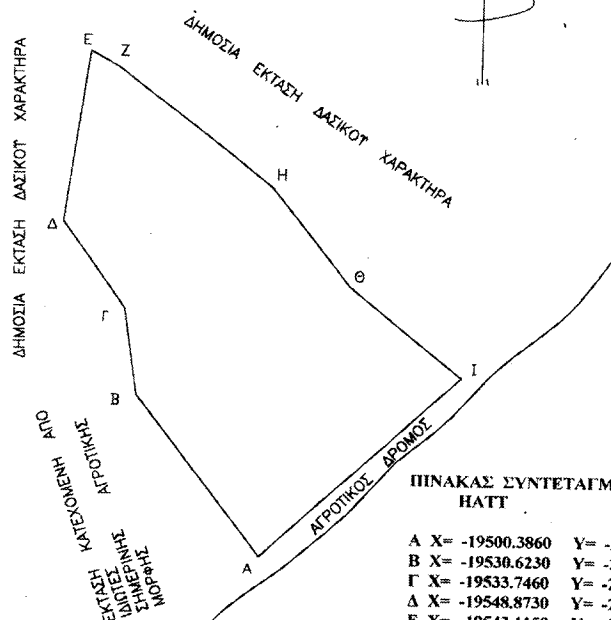 ΔΗΜΟΣΙΑ ΕΚΤΑΣΗ ΔΑΣΙΚΟΥ ΧΑΡΑΚΤΗΡΑ
ΔΗΜΟΣΙΑ ΕΚΤΑΣΗ ΔΑΣΙΚΟΥ ΧΑΡΑΚΤΗΡΑ
Ε
Ζ
Η
Δ
Θ
Γ
Ι
Β
Α
ΑΓΡΟΤΙΚΟΣ ΔΡΟΜΟΣ
ΕΚΤΑΣΗ ΚΑΤΕΧΟΜΕΝΗ ΑΠΟ
ΙΔΙΩΤΕΣ ΑΓΡΟΤΙΚΗΣ
ΣΗΜΕΡΙΝΗΣ
ΜΟΡΦΗΣ
ΠΙΝΑΚΑΣ ΣΥΝΤΕΤΑΓΜ
HATT
Α X= -19500.3860 Y= -
Β X= -19530.6230 Y= -
Γ X= -19533.7460 Y= -
Δ X= -19548.8730 Y= -